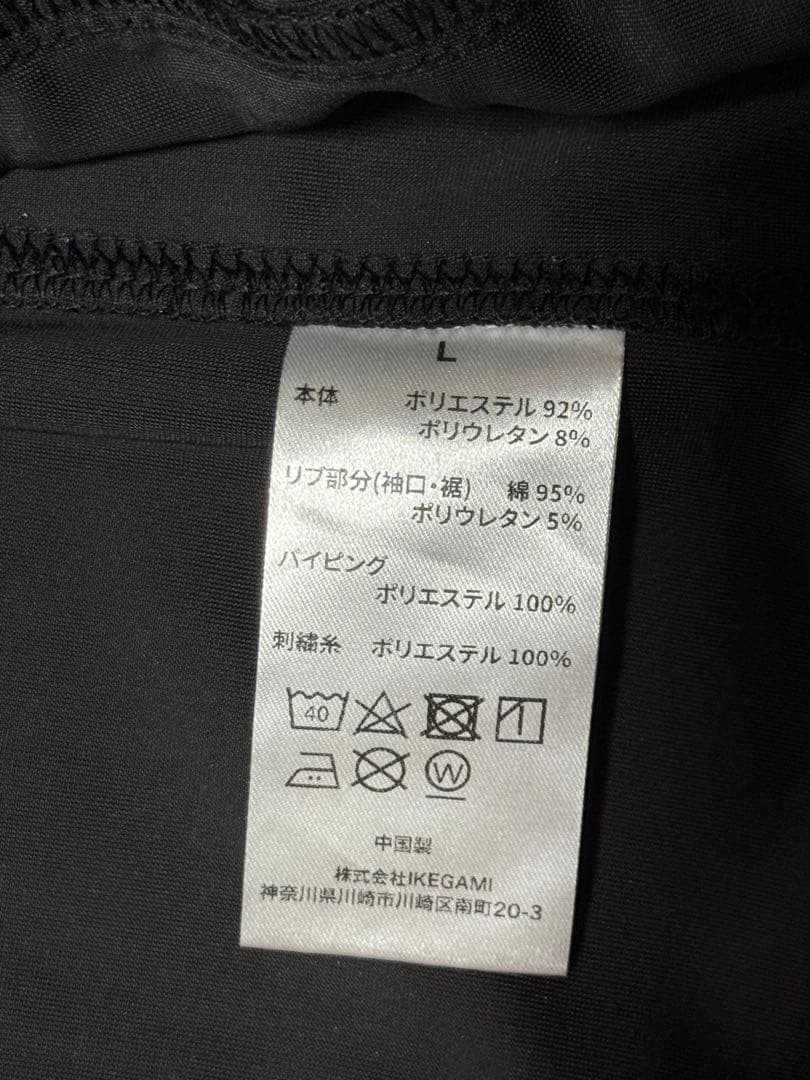 L
本体 ポリエステル 92%
ポリウレタン 8%
リブ部分(袖口・裾) 綿 95%
ポリウレタン 5%
パイピング
ポリエステル 100%
刺繍糸 ポリエステル 100%
40
W
中国製
株式会社IKEGAMI
神奈川県川崎市川崎区南町20-3